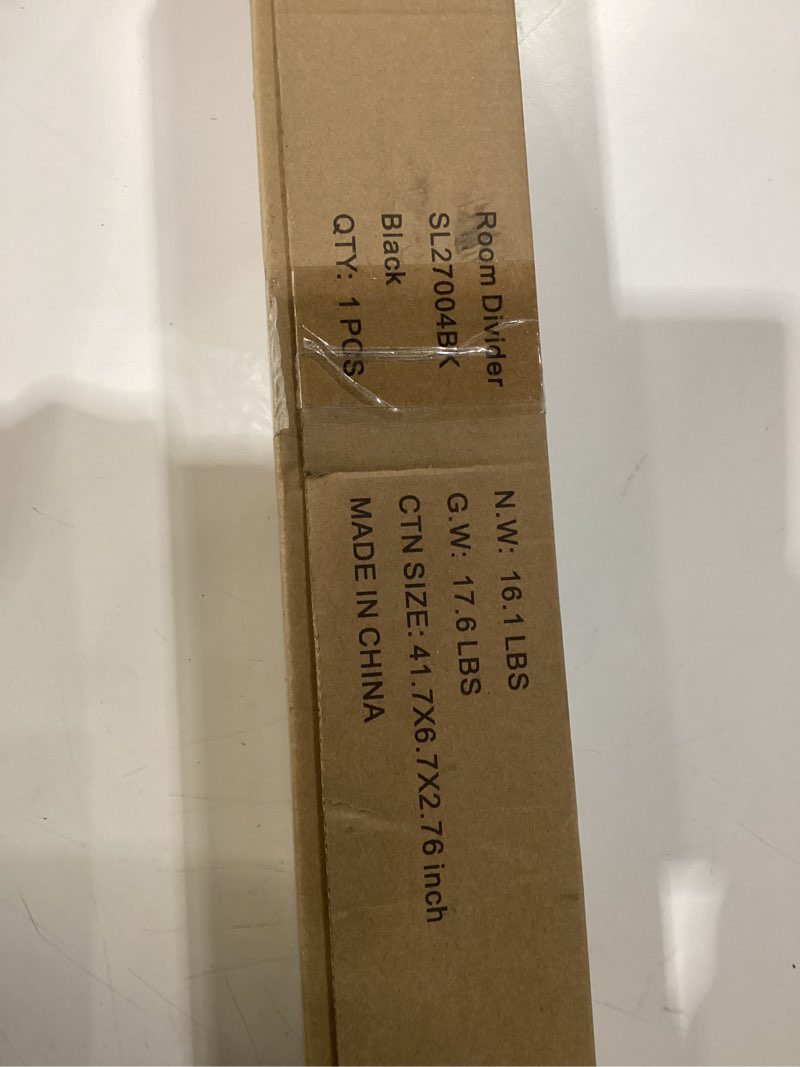 Room Divider
SL27004BK
Black
QTY: 1 PCS
N.W: 16.1 LBS
G.W: 17.6 LBS
CTN SIZE: 41.7X6.7X2.76 inch
MADE IN CHINA